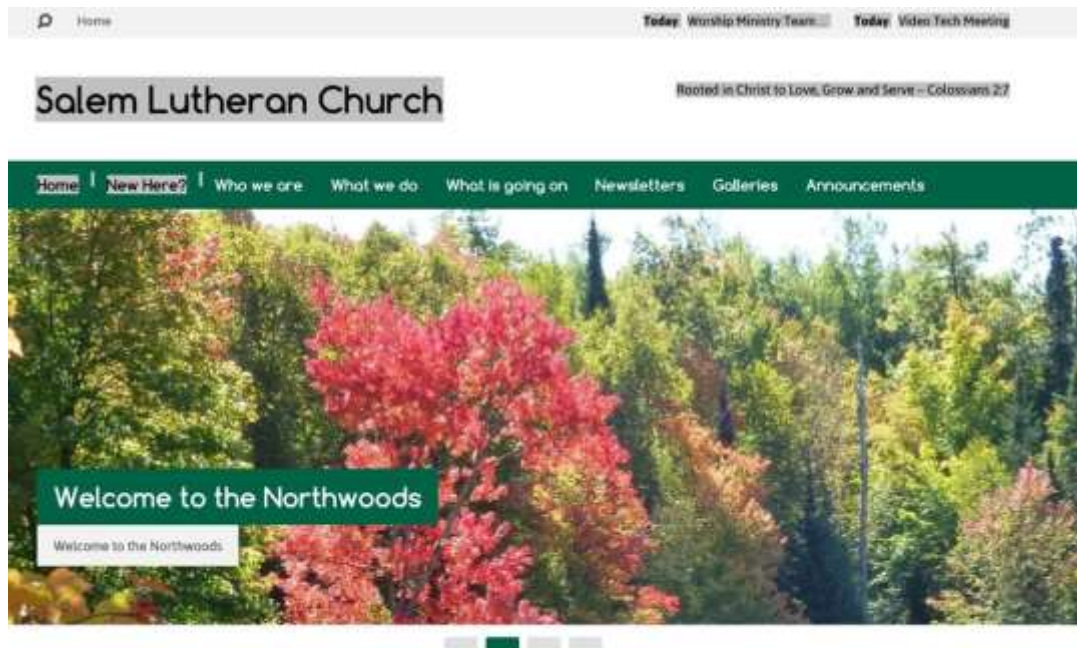 Home
Today Worship Ministry Team... Today Video Tech Meeting
Salem Lutheran Church
Rooted in Christ to Love, Grow and Serve – Colossians 2:7
Home New Here? Who we are What we do What is going on Newsletters Galleries Announcements
Welcome to the Northwoods
Welcome to the Northwoods